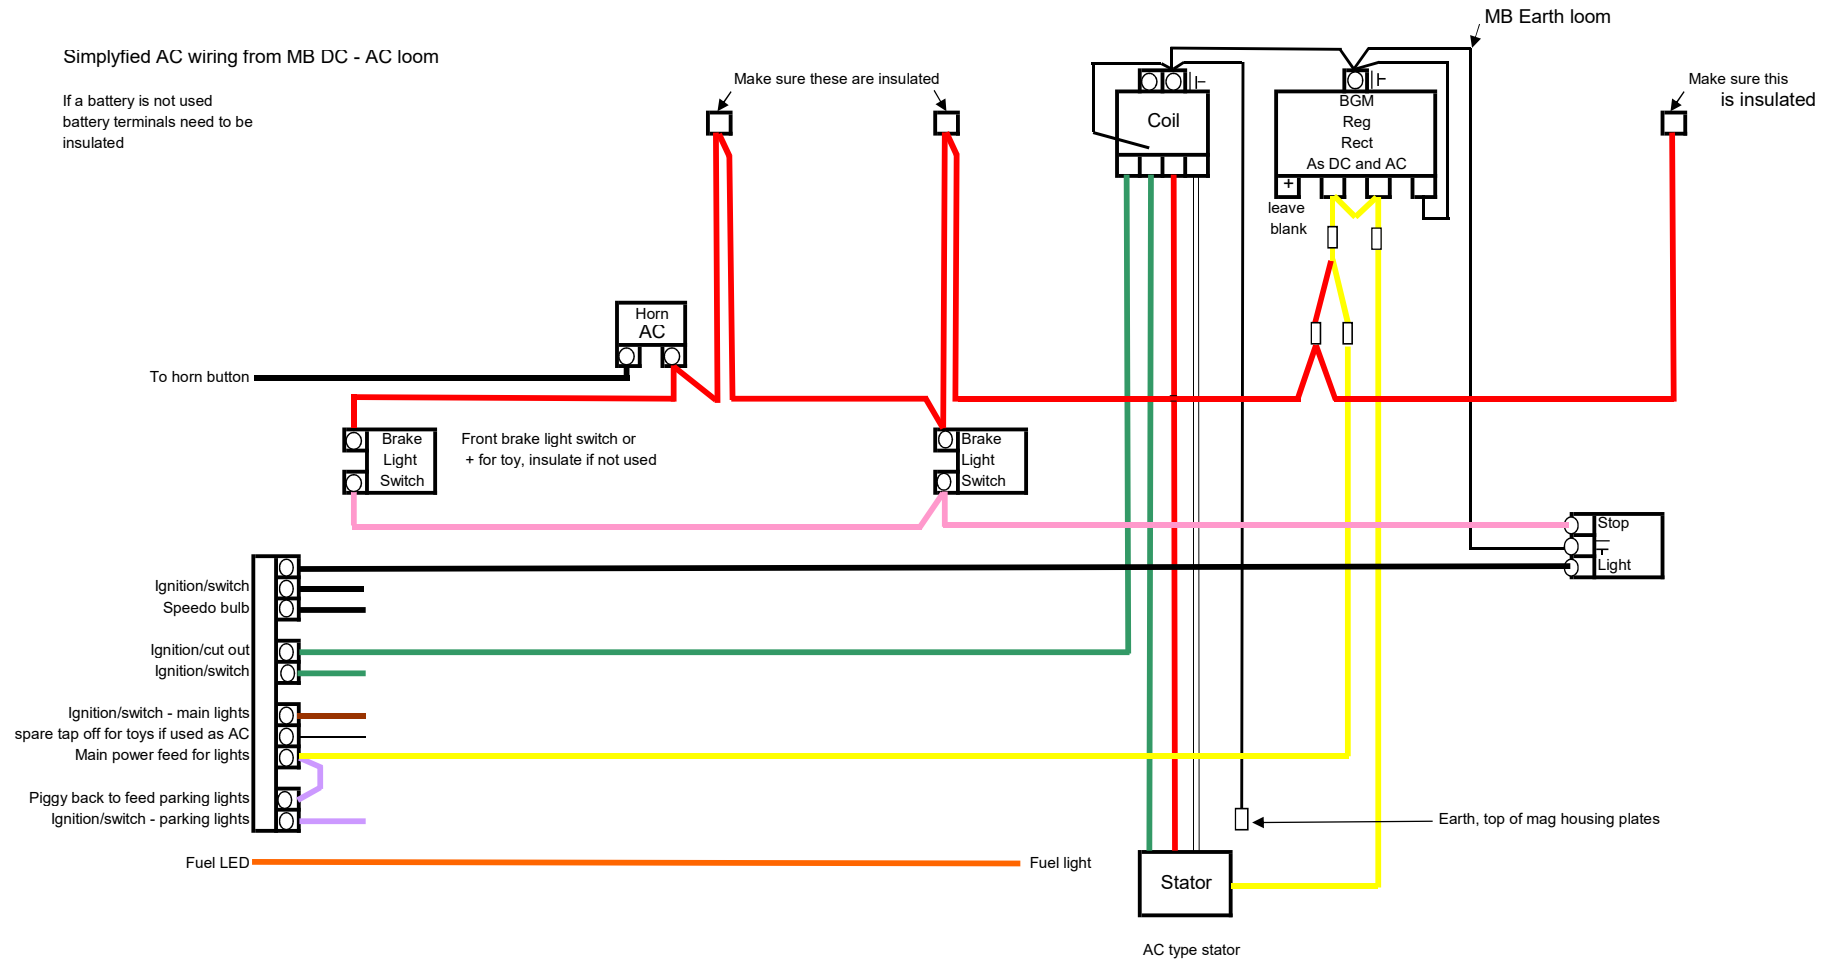 MB Earth loom
Simplyfied AC wiring from MB DC - AC loom
If a battery is not used
battery terminals need to be
insulated
Make sure these are insulated
Make sure this
is insulated
Coil
BGM
Reg
Rect
As DC and AC
+
leave
blank
Horn
AC
To horn button
Brake
Light
Switch
Front brake light switch or
+ for toy, insulate if not used
Brake
Light
Switch
Stop
Light
Ignition/switch
Speedo bulb
Ignition/cut out
Ignition/switch
Ignition/switch - main lights
spare tap off for toys if used as AC
Main power feed for lights
Piggy back to feed parking lights
Ignition/switch - parking lights
Earth, top of mag housing plates
Fuel LED
Fuel light
Stator
AC type stator